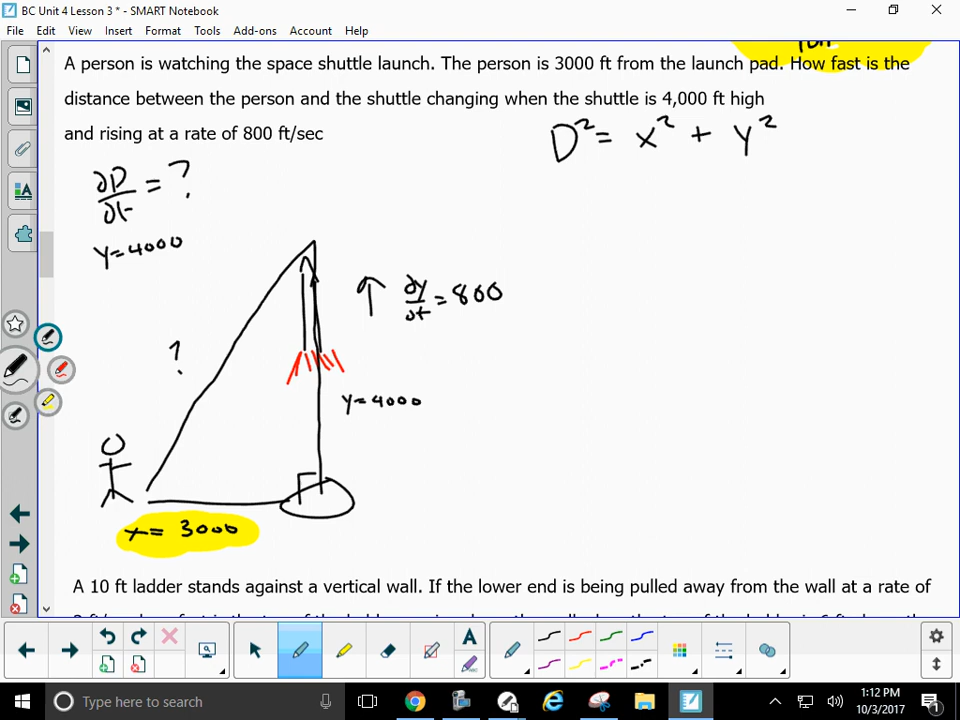 BC Unit 4 Lesson 3 * - SMART Notebook
File Edit View Insert Format Tools Add-ons Account Help
A person is watching the space shuttle launch. The person is 3000 ft from the launch pad. How fast is the
distance between the person and the shuttle changing when the shuttle is 4,000 ft high
and rising at a rate of 800 ft/sec
D² = x² + y²
∂D/∂t = ?
y=4000
↑ ∂y/∂t = 800
?
y=4000
x= 3000
A 10 ft ladder stands against a vertical wall. If the lower end is being pulled away from the wall at a rate of
Type here to search
1:12 PM
10/3/2017